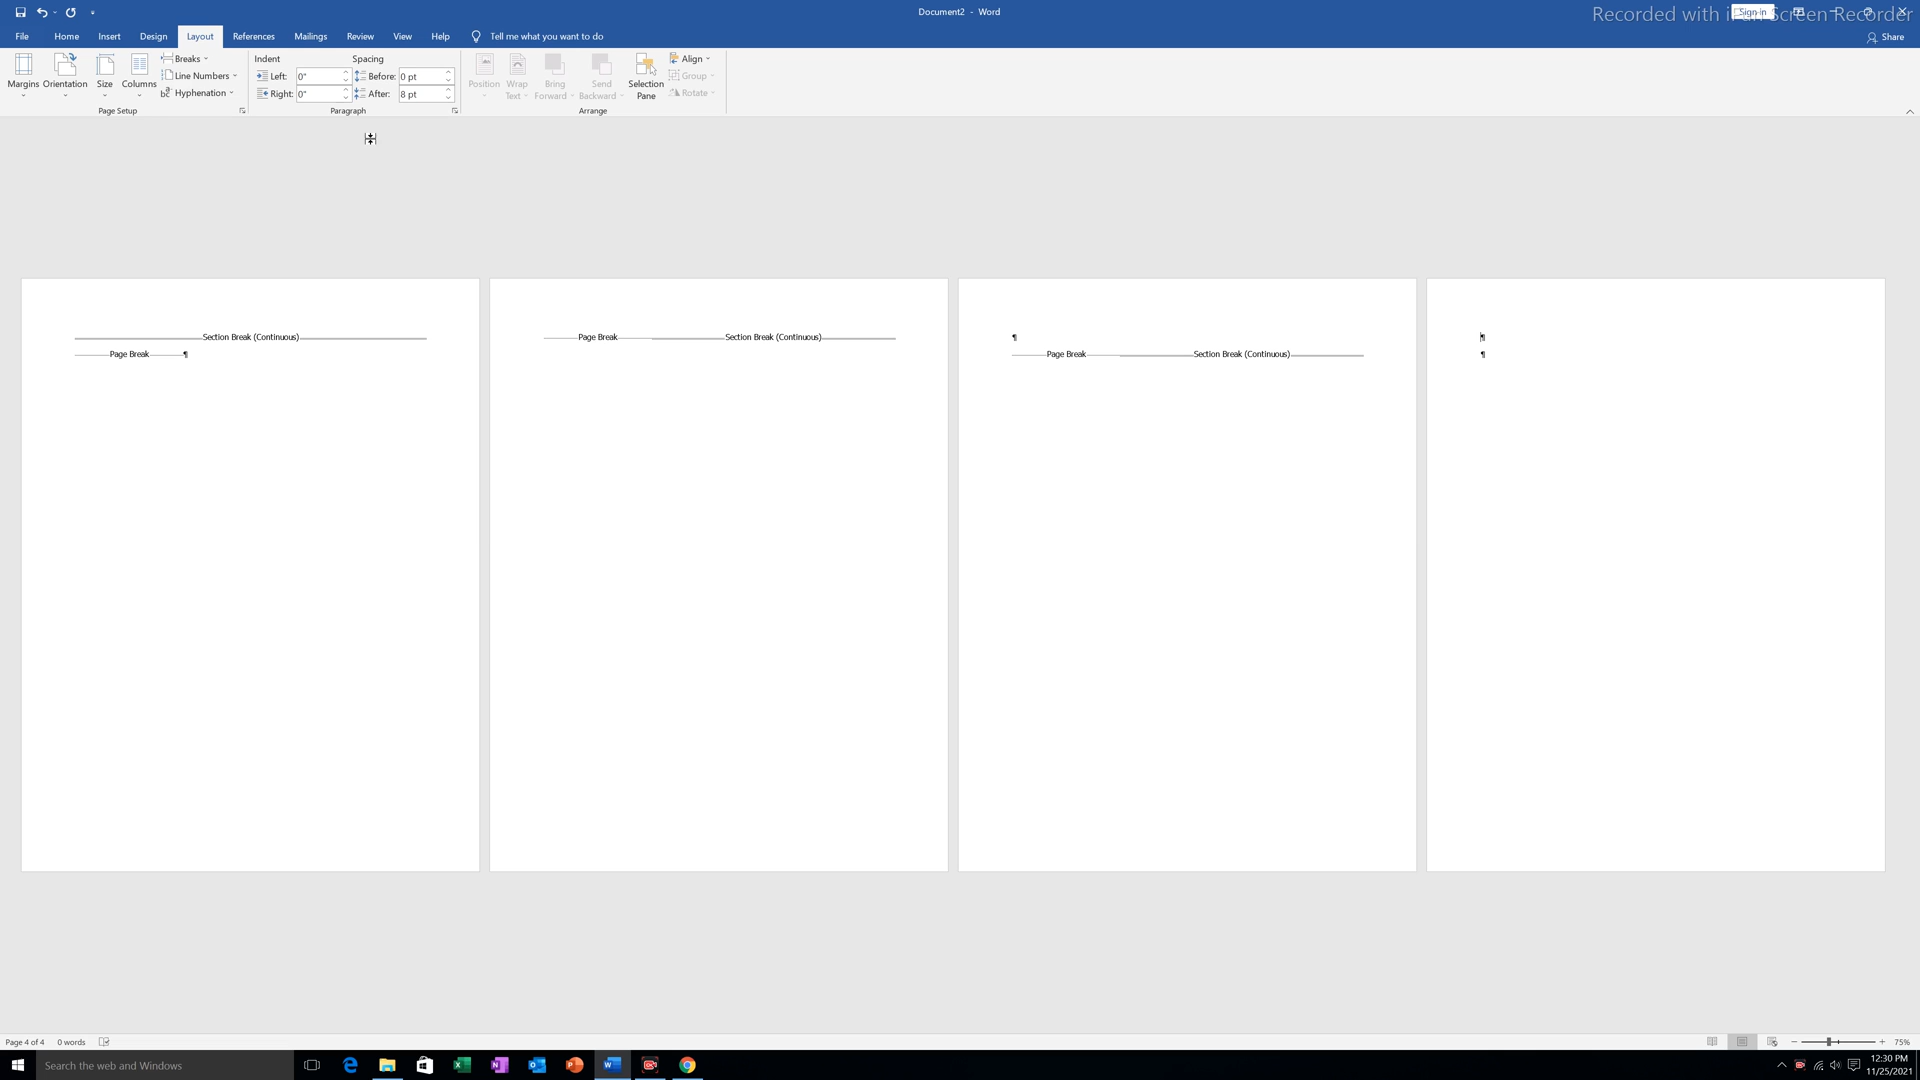 Document2 - Word
Sign in
Recorded with iFun Screen Recorder
File Home Insert Design Layout References Mailings Review View Help Tell me what you want to do
Share
Margins Orientation Size Columns
Breaks
Line Numbers
Hyphenation
Page Setup
Indent Spacing
Left: 0" Before: 0 pt
Right: 0" After: 8 pt
Paragraph
Position Wrap Text Bring Forward Send Backward Selection Pane
Align
Group
Rotate
Arrange
Section Break (Continuous)
Page Break ¶
Page Break Section Break (Continuous)
¶
Page Break Section Break (Continuous)
¶
¶
Page 4 of 4 0 words
75%
Search the web and Windows
12:30 PM
11/25/2021